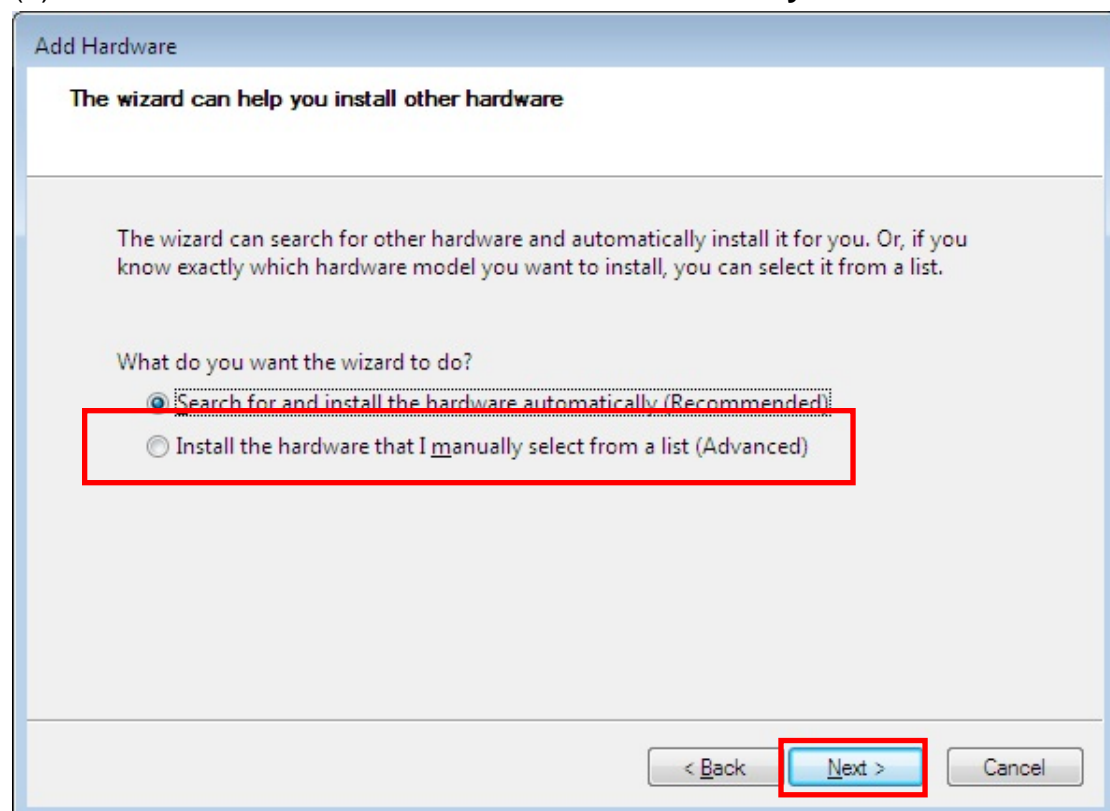 Add Hardware
The wizard can help you install other hardware
The wizard can search for other hardware and automatically install it for you. Or, if you
know exactly which hardware model you want to install, you can select it from a list.
What do you want the wizard to do?
Search for and install the hardware automatically (Recommended)
Install the hardware that I manually select from a list (Advanced)
< Back Next > Cancel